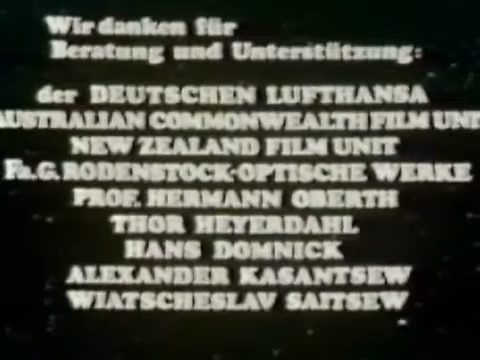 Wir danken für
Beratung und Unterstützung:
der DEUTSCHEN LUFTHANSA
AUSTRALIAN COMMONWEALTH FILM UNIT
NEW ZEALAND FILM UNIT
Fa. G. RODENSTOCK-OPTISCHE WERKE
PROF. HERMANN OBERTH
THOR HEYERDAHL
HANS DOMNICK
ALEXANDER KASANTSEW
WIATSCHESLAV SAITSEW